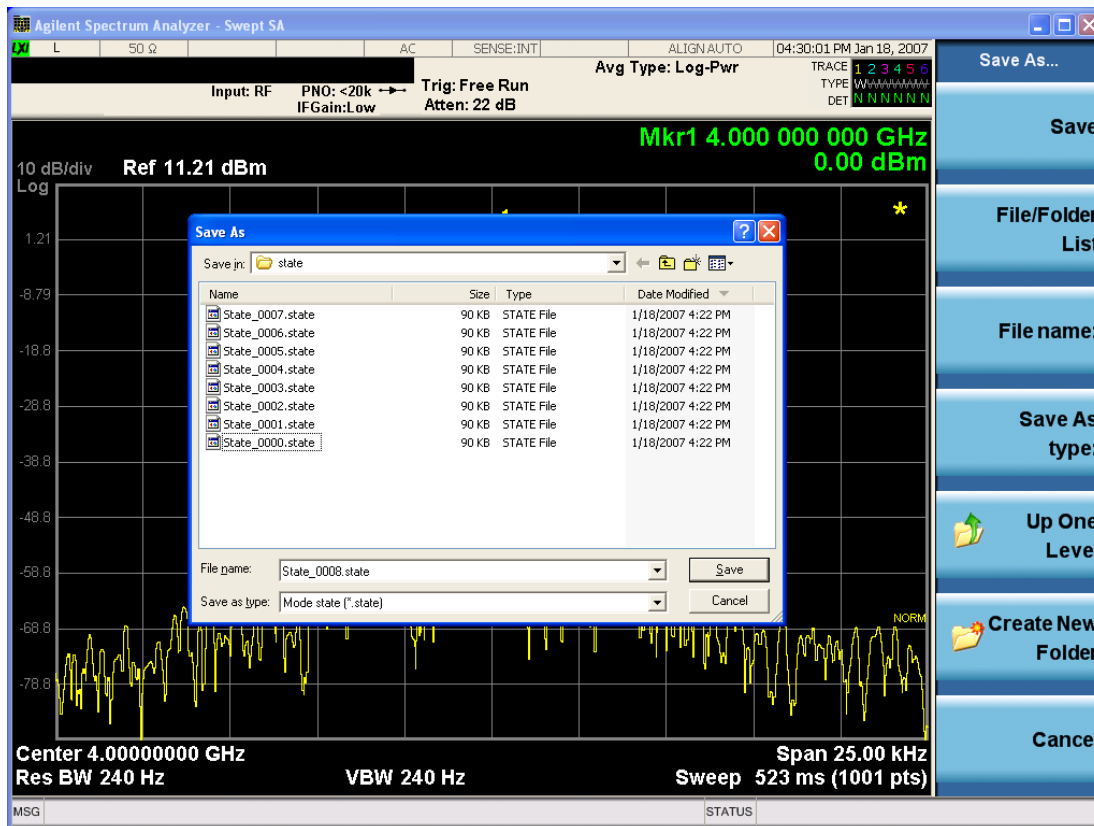 Agilent Spectrum Analyzer - Swept SA
LXI L 50 Ω AC SENSE:INT ALIGN AUTO 04:30:01 PM Jan 18, 2007
Input: RF PNO: <20k Trig: Free Run Avg Type: Log-Pwr TRACE 1 2 3 4 5 6
IFGain:Low Atten: 22 dB TYPE WWWWWWW
DET N N N N N N
Mkr1 4.000 000 000 GHz
0.00 dBm
10 dB/div Ref 11.21 dBm
Log
1.21
-8.79
-18.8
-28.8
-38.8
-48.8
-58.8
-68.8
-78.8
Save As
Save in: state
Name Size Type Date Modified
State_0007.state 90 KB STATE File 1/18/2007 4:22 PM
State_0006.state 90 KB STATE File 1/18/2007 4:22 PM
State_0005.state 90 KB STATE File 1/18/2007 4:22 PM
State_0004.state 90 KB STATE File 1/18/2007 4:22 PM
State_0003.state 90 KB STATE File 1/18/2007 4:22 PM
State_0002.state 90 KB STATE File 1/18/2007 4:22 PM
State_0001.state 90 KB STATE File 1/18/2007 4:22 PM
State_0000.state 90 KB STATE File 1/18/2007 4:22 PM
File name: State_0008.state Save
Save as type: Mode state (*.state) Cancel
NORM
Center 4.00000000 GHz Span 25.00 kHz
Res BW 240 Hz VBW 240 Hz Sweep 523 ms (1001 pts)
MSG STATUS
Save As...
Save
File/Folder
List
File name:
Save As
type:
Up One
Leve
Create New
Folder
Cance